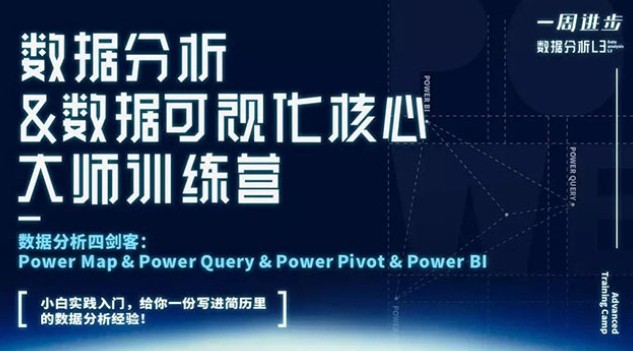 数据分析
&数据可视化核心
大师训练营
数据分析四剑客：
Power Map & Power Query & Power Pivot & Power BI
小白实践入门，给你一份写进简历里
的数据分析经验！
一周进步
数据分析L3
POWER BI
POWER QUERY
Advanced
Training Camp